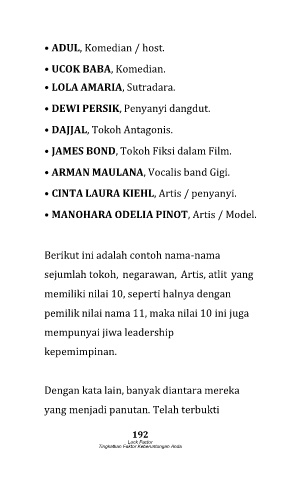 • ADUL, Komedian / host.
• UCOK BABA, Komedian.
• LOLA AMARIA, Sutradara.
• DEWI PERSIK, Penyanyi dangdut.
• DAJJAL, Tokoh Antagonis.
• JAMES BOND, Tokoh Fiksi dalam Film.
• ARMAN MAULANA, Vocalis band Gigi.
• CINTA LAURA KIEHL, Artis / penyanyi.
• MANOHARA ODELIA PINOT, Artis / Model.
Berikut ini adalah contoh nama-nama
sejumlah tokoh, negarawan, Artis, atlit yang
memiliki nilai 10, seperti halnya dengan
pemilik nilai nama 11, maka nilai 10 ini juga
mempunyai jiwa leadership
kepemimpinan.
Dengan kata lain, banyak diantara mereka
yang menjadi panutan. Telah terbukti
192
Luck Factor
Tingkatkan Faktor Keberuntungan Anda